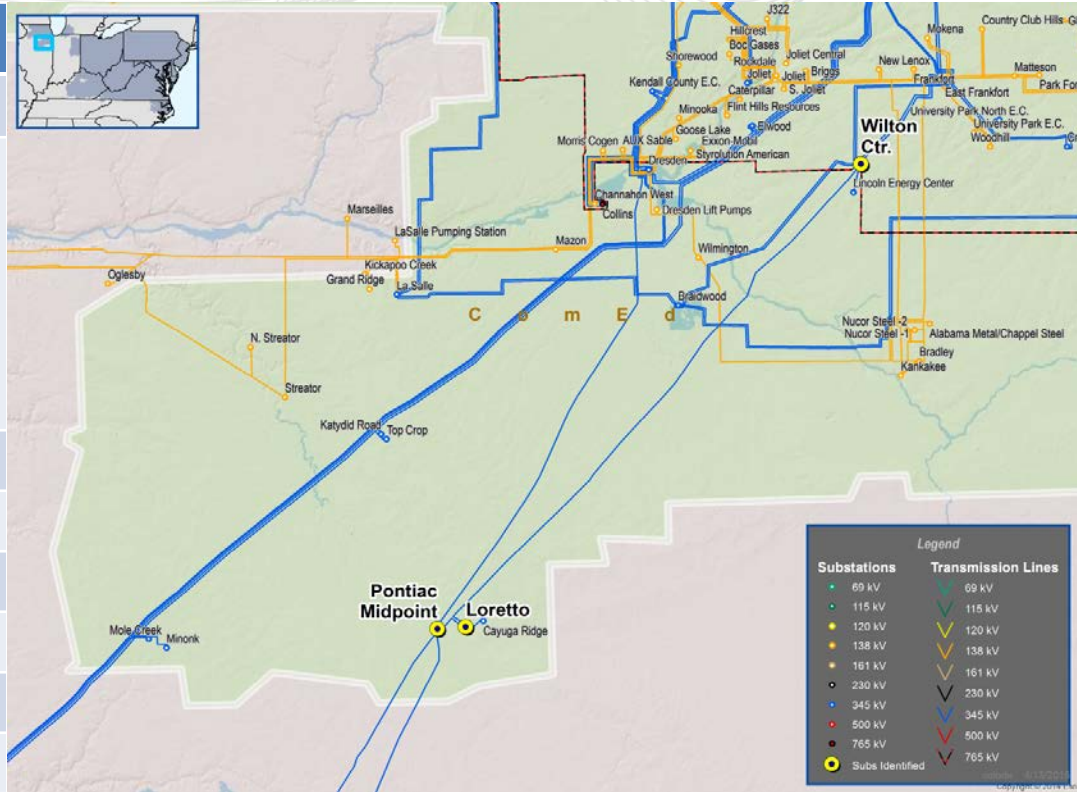 J322
Country Club Hills
Mokena
Hillcrest
Boc Gases
Shorewood
Rockdale
Joliet Central
New Lenox
Matteson
Joliet
Joliet
Briggs
Kendall County E.C.
Caterpillar
S. Joliet
Frankfort
East Frankfort
Park For
Minooka
Flint Hills Resources
University Park North E.C.
Goose Lake
Elwood
University Park E.C.
Wilton
Ctr.
Woodhill
Morris Cogen
AUX Sable
Exxon-Mobil
Styrolution American
Dresden
Lincoln Energy Center
Channahon West
Collins
Dresden Lift Pumps
Marseilles
LaSalle Pumping Station
Mazon
Wilmington
Oglesby
Kickapoo Creek
Grand Ridge
La Salle
Braidwood
C o m E d
Nucor Steel -2
Nucor Steel -1
Alabama Metal/Chappel Steel
N. Streator
Bradley
Kankakee
Streator
Katydid Road
Top Crop
Pontiac
Midpoint
Loretto
Cayuga Ridge
Mole Creek
Minonk
Legend
Substations
69 kV
115 kV
120 kV
138 kV
161 kV
230 kV
345 kV
500 kV
765 kV
Subs Identified
Transmission Lines
69 kV
115 kV
120 kV
138 kV
161 kV
230 kV
345 kV
500 kV
765 kV
Copyright:© 2014 Esri